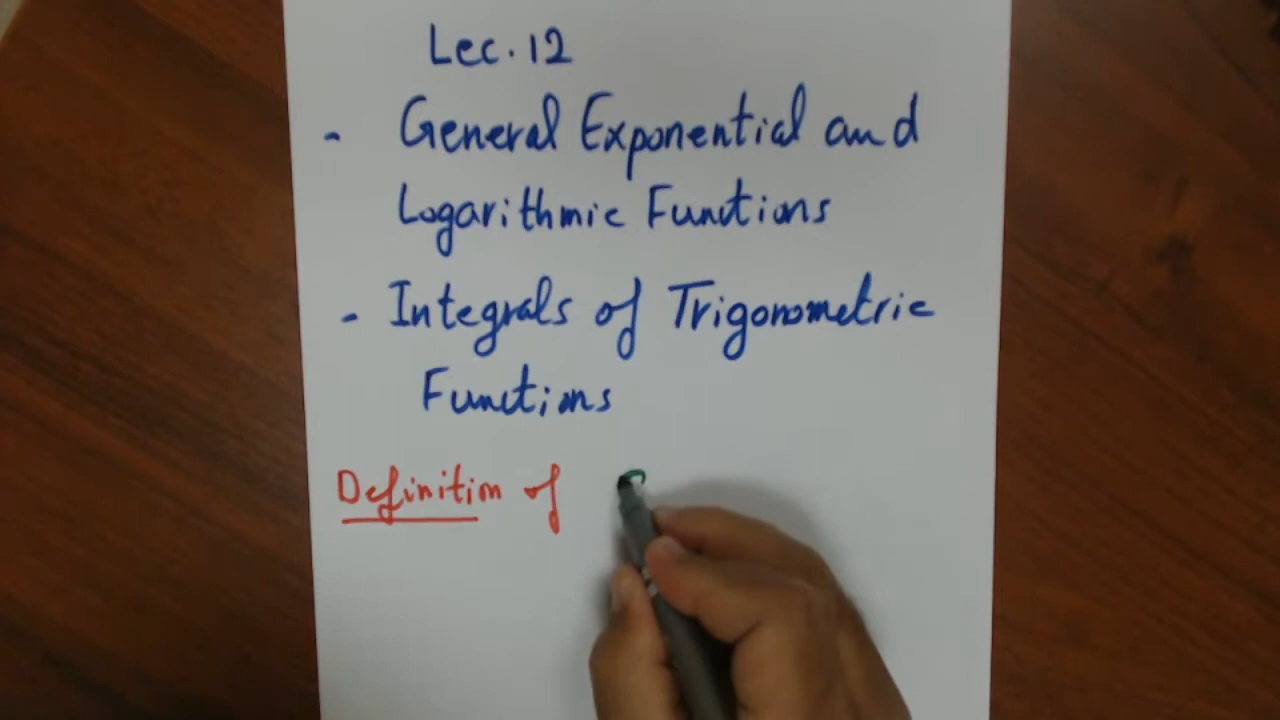 Lec. 12
- General Exponential and
Logarithmic Functions
- Integrals of Trigonometric
Functions
Definition of